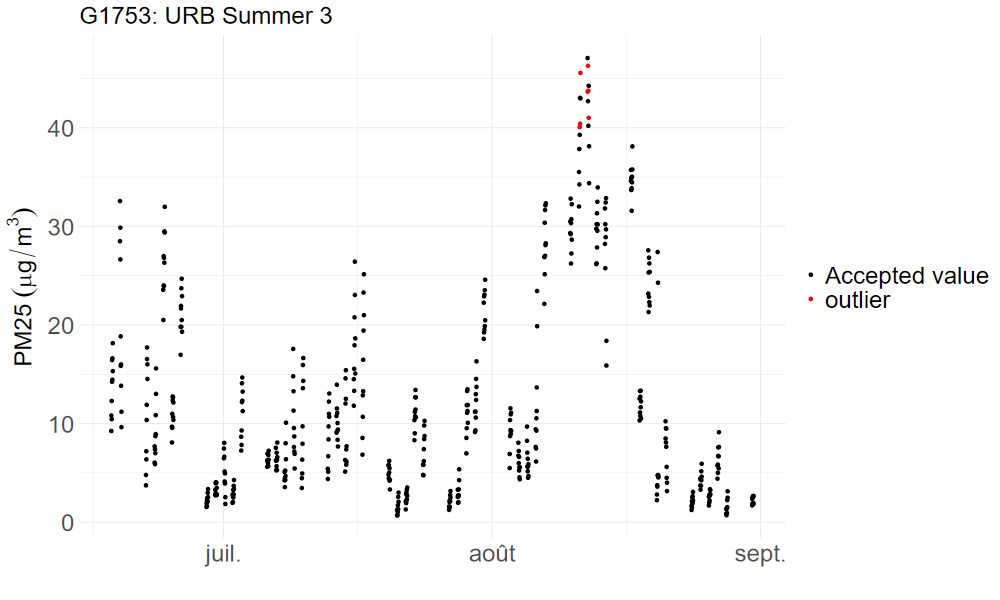 G1753: URB Summer 3
PM25 (µg/m³)
40
30
20
10
0
juil.
août
sept.
Accepted value
outlier